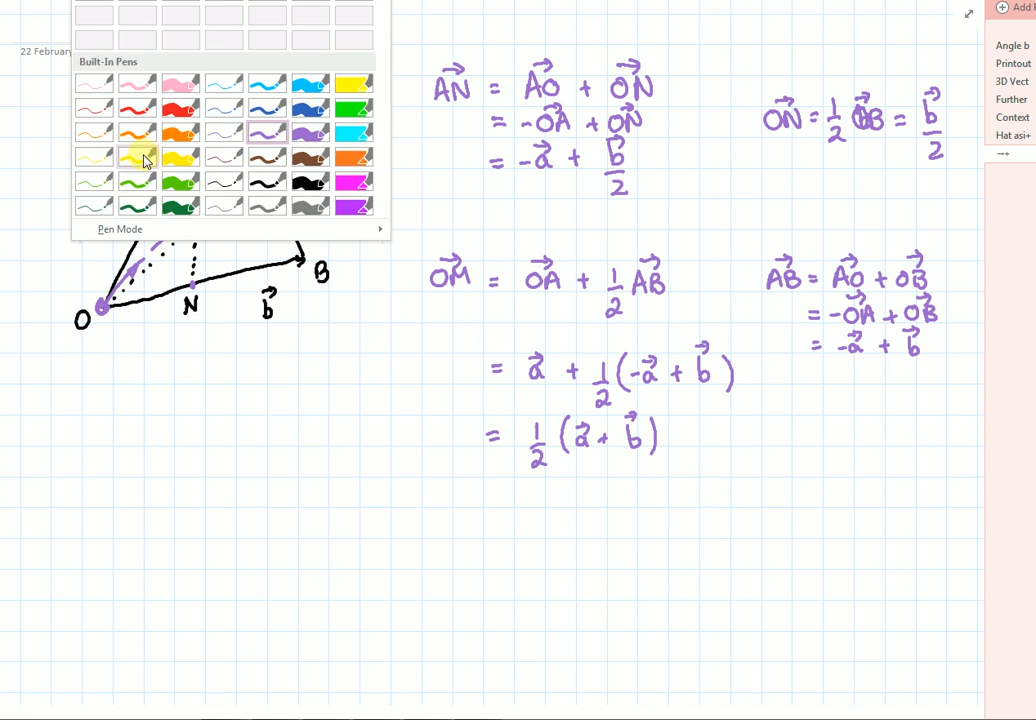 22 February
Built-In Pens
Pen Mode
O
N
B
b⃗
AN⃗ = AO⃗ + ON⃗
= -OA⃗ + ON⃗
= -a⃗ + b⃗/2
ON⃗ = 1/2 OB⃗ = b⃗/2
OM⃗ = OA⃗ + 1/2 AB⃗
= a⃗ + 1/2 (-a⃗ + b⃗)
= 1/2 (a⃗ + b⃗)
AB⃗ = AO⃗ + OB⃗
= -OA⃗ + OB⃗
= -a⃗ + b⃗
Add
Angle b
Printout
3D Vect
Further
Context
Hat asi+